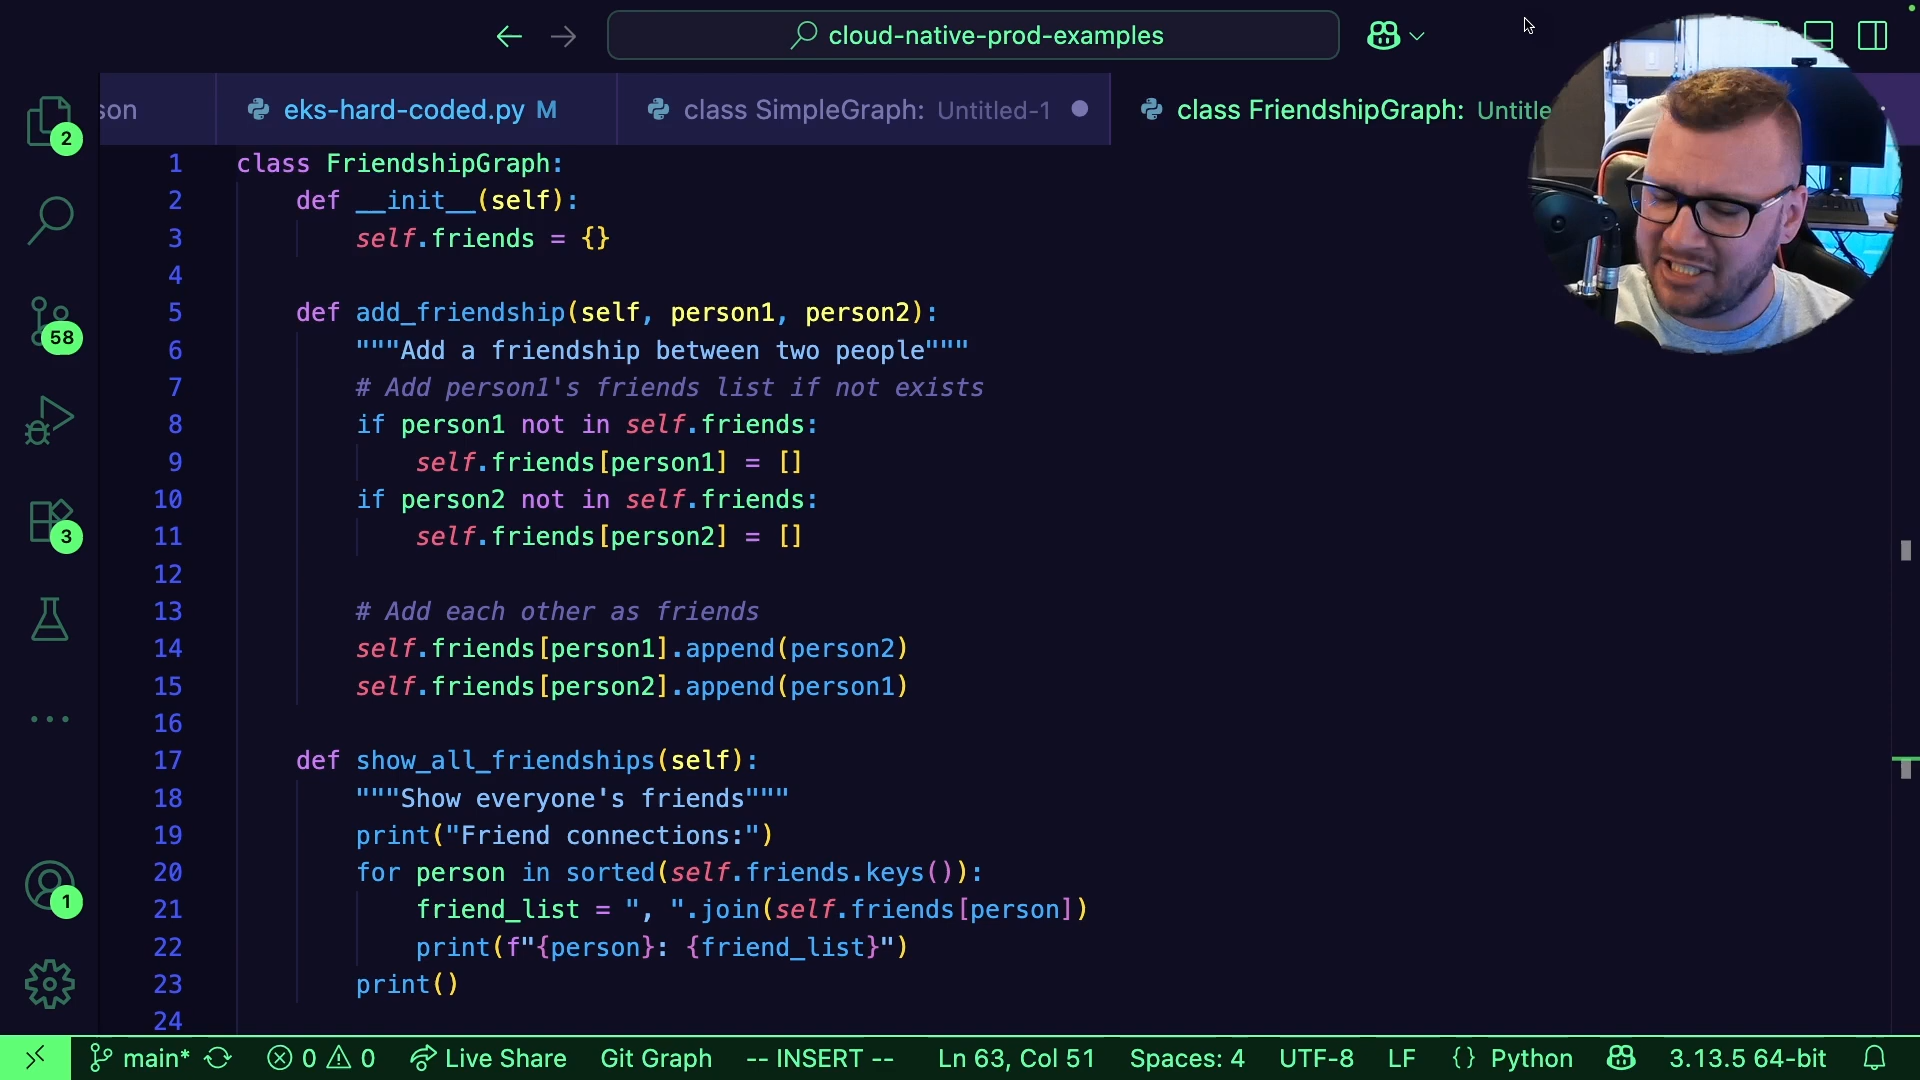 cloud-native-prod-examples
son
eks-hard-coded.py M
class SimpleGraph: Untitled-1
class FriendshipGraph: Untitle
1 class FriendshipGraph:
2 def __init__(self):
3 self.friends = {}
4
5 def add_friendship(self, person1, person2):
6 """Add a friendship between two people"""
7 # Add person1's friends list if not exists
8 if person1 not in self.friends:
9 self.friends[person1] = []
10 if person2 not in self.friends:
11 self.friends[person2] = []
12
13 # Add each other as friends
14 self.friends[person1].append(person2)
15 self.friends[person2].append(person1)
16
17 def show_all_friendships(self):
18 """Show everyone's friends"""
19 print("Friend connections:")
20 for person in sorted(self.friends.keys()):
21 friend_list = ", ".join(self.friends[person])
22 print(f"{person}: {friend_list}")
23 print()
24
2
58
3
1
main* 0 0 Live Share Git Graph -- INSERT -- Ln 63, Col 51 Spaces: 4 UTF-8 LF {} Python 3.13.5 64-bit